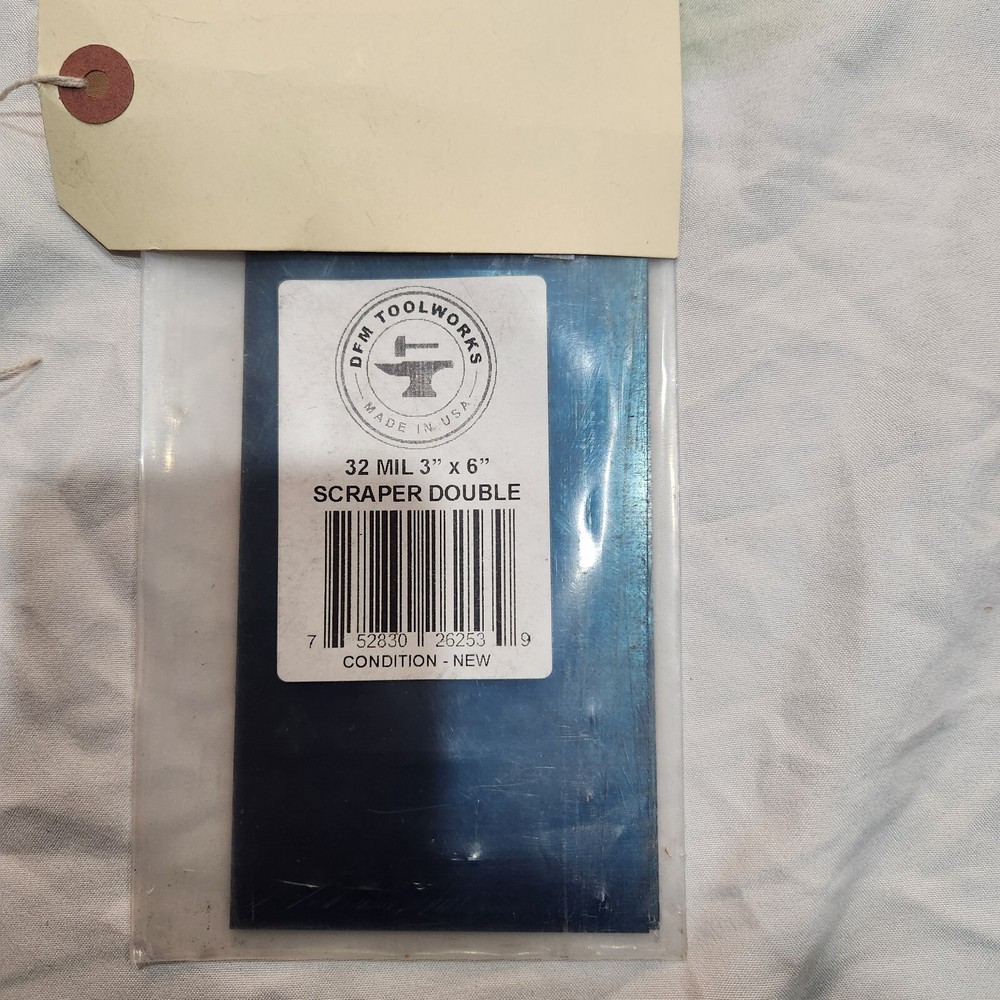 DFM TOOLWORKS
MADE IN USA
32 MIL 3” x 6”
SCRAPER DOUBLE
7 52830 26253 9
CONDITION - NEW